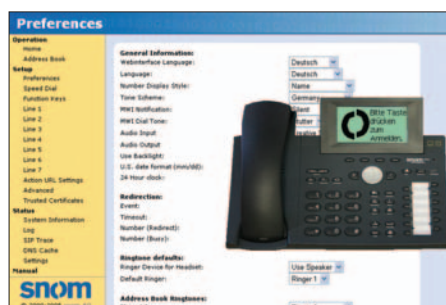 Preferences
Operation
Home
Address Book
Setup
Preferences
Speed Dial
Function Keys
Line 1
Line 2
Line 3
Line 4
Line 5
Line 6
Line 7
Action URL Settings
Advanced
Trusted Certificates
Status
System Information
Log
SIP Trace
DNS Cache
Settings
Manual
snom
General Information:
Webinterface Language: Deutsch
Language: Deutsch
Number Display Style: Name
Tone Scheme: Germany
MWI Notification: Silent
MWI Dial Tone:
Audio Input
Audio Output
Use Backlight:
U.S. date format (mm/dd):
24 Hour clock:
Redirection:
Event:
Timeout:
Number (Redirect):
Number (Busy):
Ringtone defaults:
Ringer Device for Headset: Use Speaker
Default Ringer: Ringer 1
Address Book Ringtones:
Bitte Taste
drücken
zum
Anmelden.